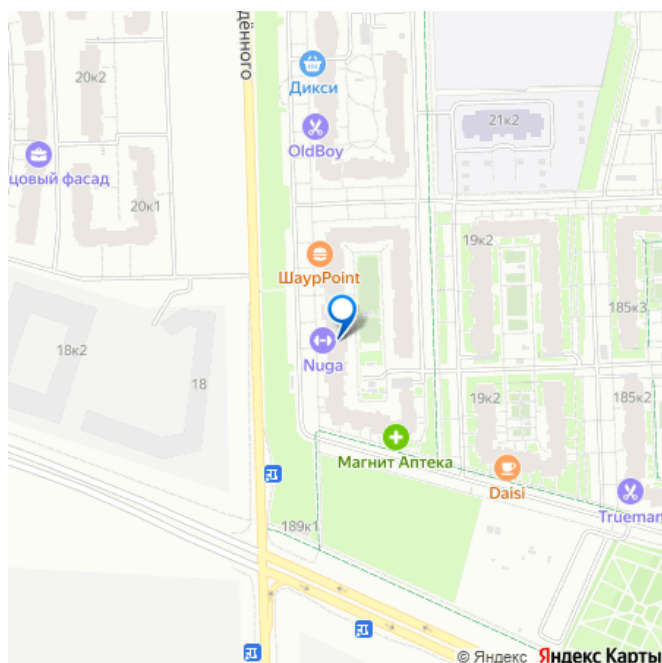 дённого
20к2
Дикси
21к2
OldBoy
цовый фасад
20к1
19к2
ШаурPoint
185к3
18к2
Nuga
18
19к2
185к2
Магнит Аптека
Daisi
Trueman
189к1
© Яндекс Яндекс Карты